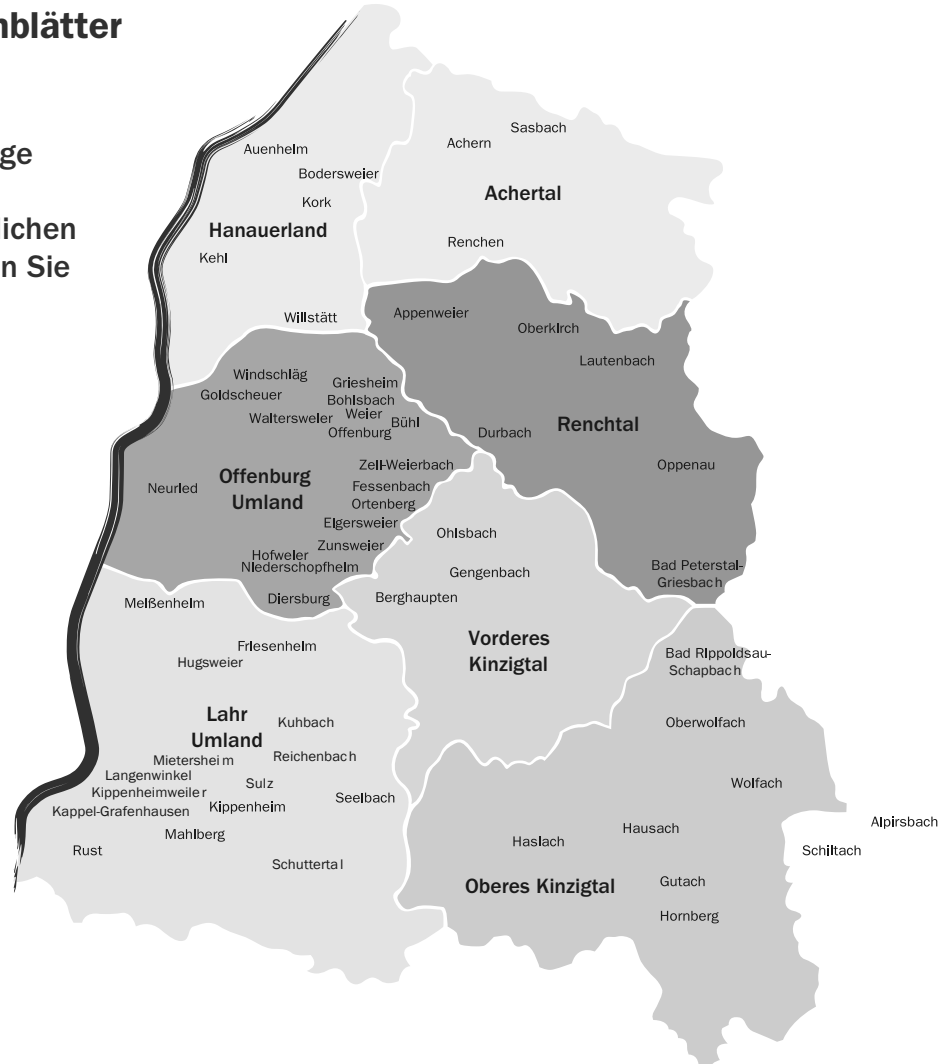 nblätter
ge
lichen
n Sie
Auenheim
Bodersweier
Kork
Hanauerland
Kehl
Willstätt
Achern
Sasbach
Achertal
Renchen
Appenweier
Oberkirch
Lautenbach
Durbach
Renchtal
Oppenau
Bad Peterstal-
Griesbach
Windschläg
Goldscheuer
Griesheim
Bohlsbach
Weier
Waltersweier
Bühl
Offenburg
Zell-Weierbach
Offenburg
Umland
Neuried
Fessenbach
Ortenberg
Elgersweier
Zunsweier
Hofweier
Niederschopfheim
Diersburg
Ohlsbach
Gengenbach
Berghaupten
Vorderes
Kinzigtal
Meißenheim
Friesenheim
Hugsweier
Lahr
Umland
Kuhbach
Mietersheim
Reichenbach
Langenwinkel
Sulz
Kippenheimweiler
Seelbach
Kappel-Grafenhausen
Kippenheim
Mahlberg
Rust
Schuttertal
Bad Rippoldsau-
Schapbach
Oberwolfach
Wolfach
Alpirsbach
Schiltach
Haslach
Hausach
Oberes Kinzigtal
Gutach
Hornberg